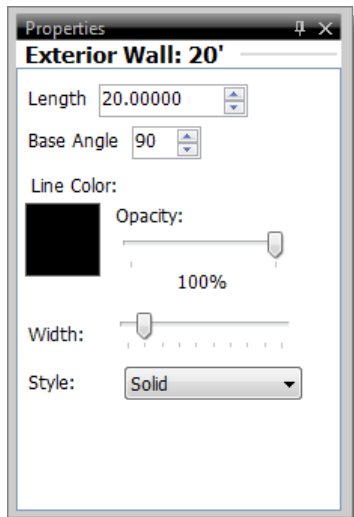 Properties
Exterior Wall: 20'
Length 20.00000
Base Angle 90
Line Color:
Opacity:
100%
Width:
Style: Solid